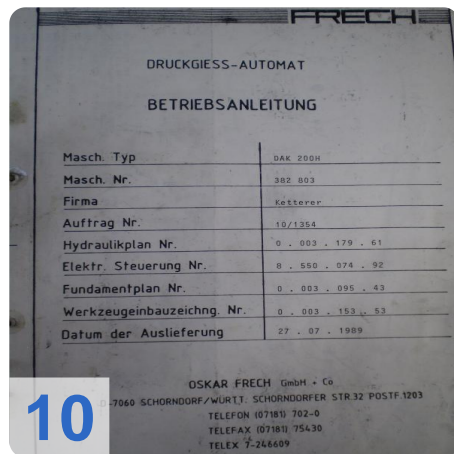 FRECH
DRUCKGIESS-AUTOMAT
BETRIEBSANLEITUNG
Masch. Typ DAK 200H
Masch. Nr. 382 803
Firma Ketterer
Auftrag Nr. 10/1354
Hydraulikplan Nr. 0 . 003 . 179 . 61
Elektr. Steuerung Nr. 8 . 550 . 074 . 92
Fundamentplan Nr. 0 . 003 . 095 . 43
Werkzeugeinbauzeichng. Nr. 0 . 003 . 153 . 53
Datum der Auslieferung 27 . 07 . 1989
OSKAR FRECH GmbH + Co
D-7060 SCHORNDORF/WÜRTT. SCHORNDORFER STR.32 POSTF.1203
TELEFON (07181) 702-0
TELEFAX (07181) 75430
TELEX 7-246609
10